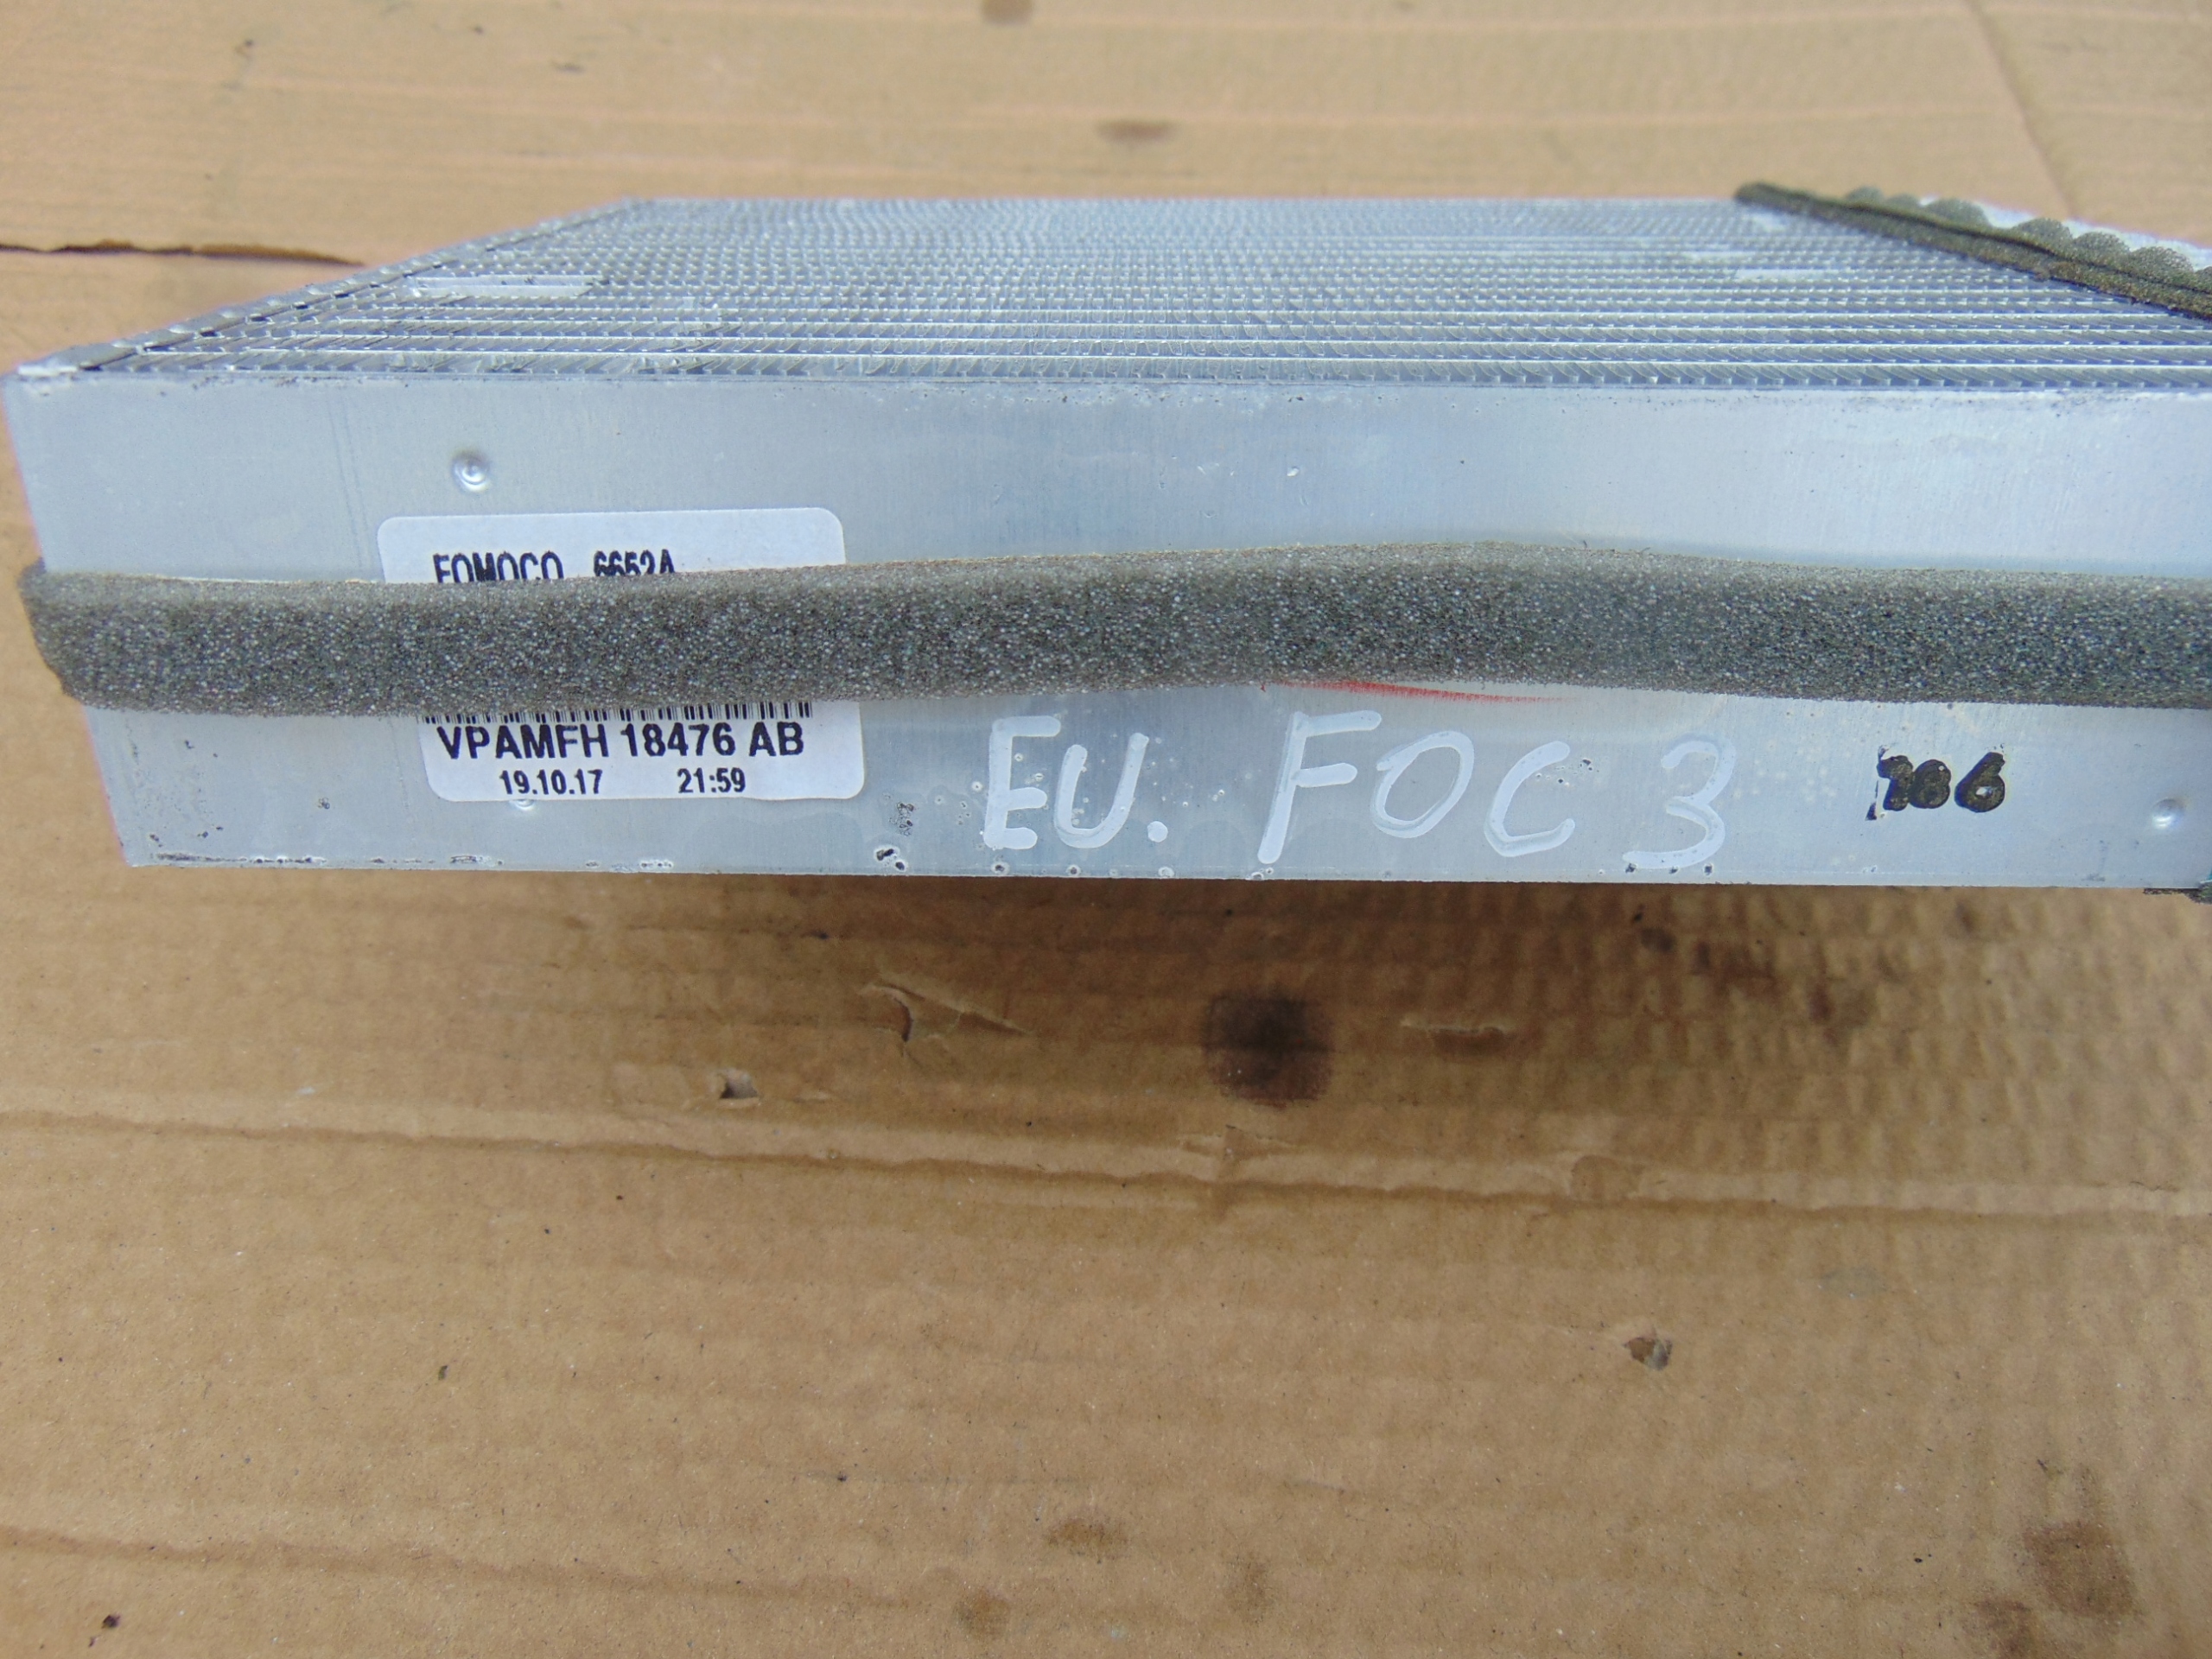 FOMOCO 6652A
VPAMFH 18476 AB
19.10.17 21:59
EU. FOC 3